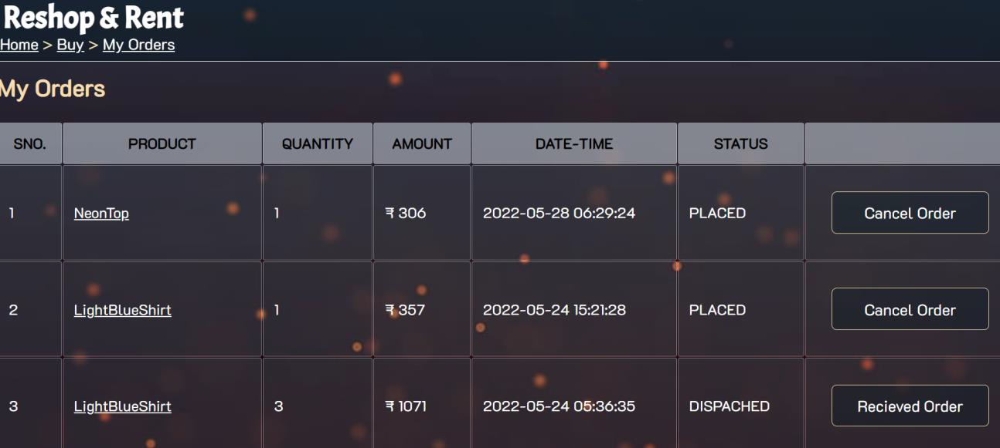 Reshop & Rent
Home > Buy > My Orders
My Orders
SNO. PRODUCT QUANTITY AMOUNT DATE-TIME STATUS
1 NeonTop 1 ₹ 306 2022-05-28 06:29:24 PLACED Cancel Order
2 LightBlueShirt 1 ₹ 357 2022-05-24 15:21:28 PLACED Cancel Order
3 LightBlueShirt 3 ₹ 1071 2022-05-24 05:36:35 DISPACHED Recieved Order